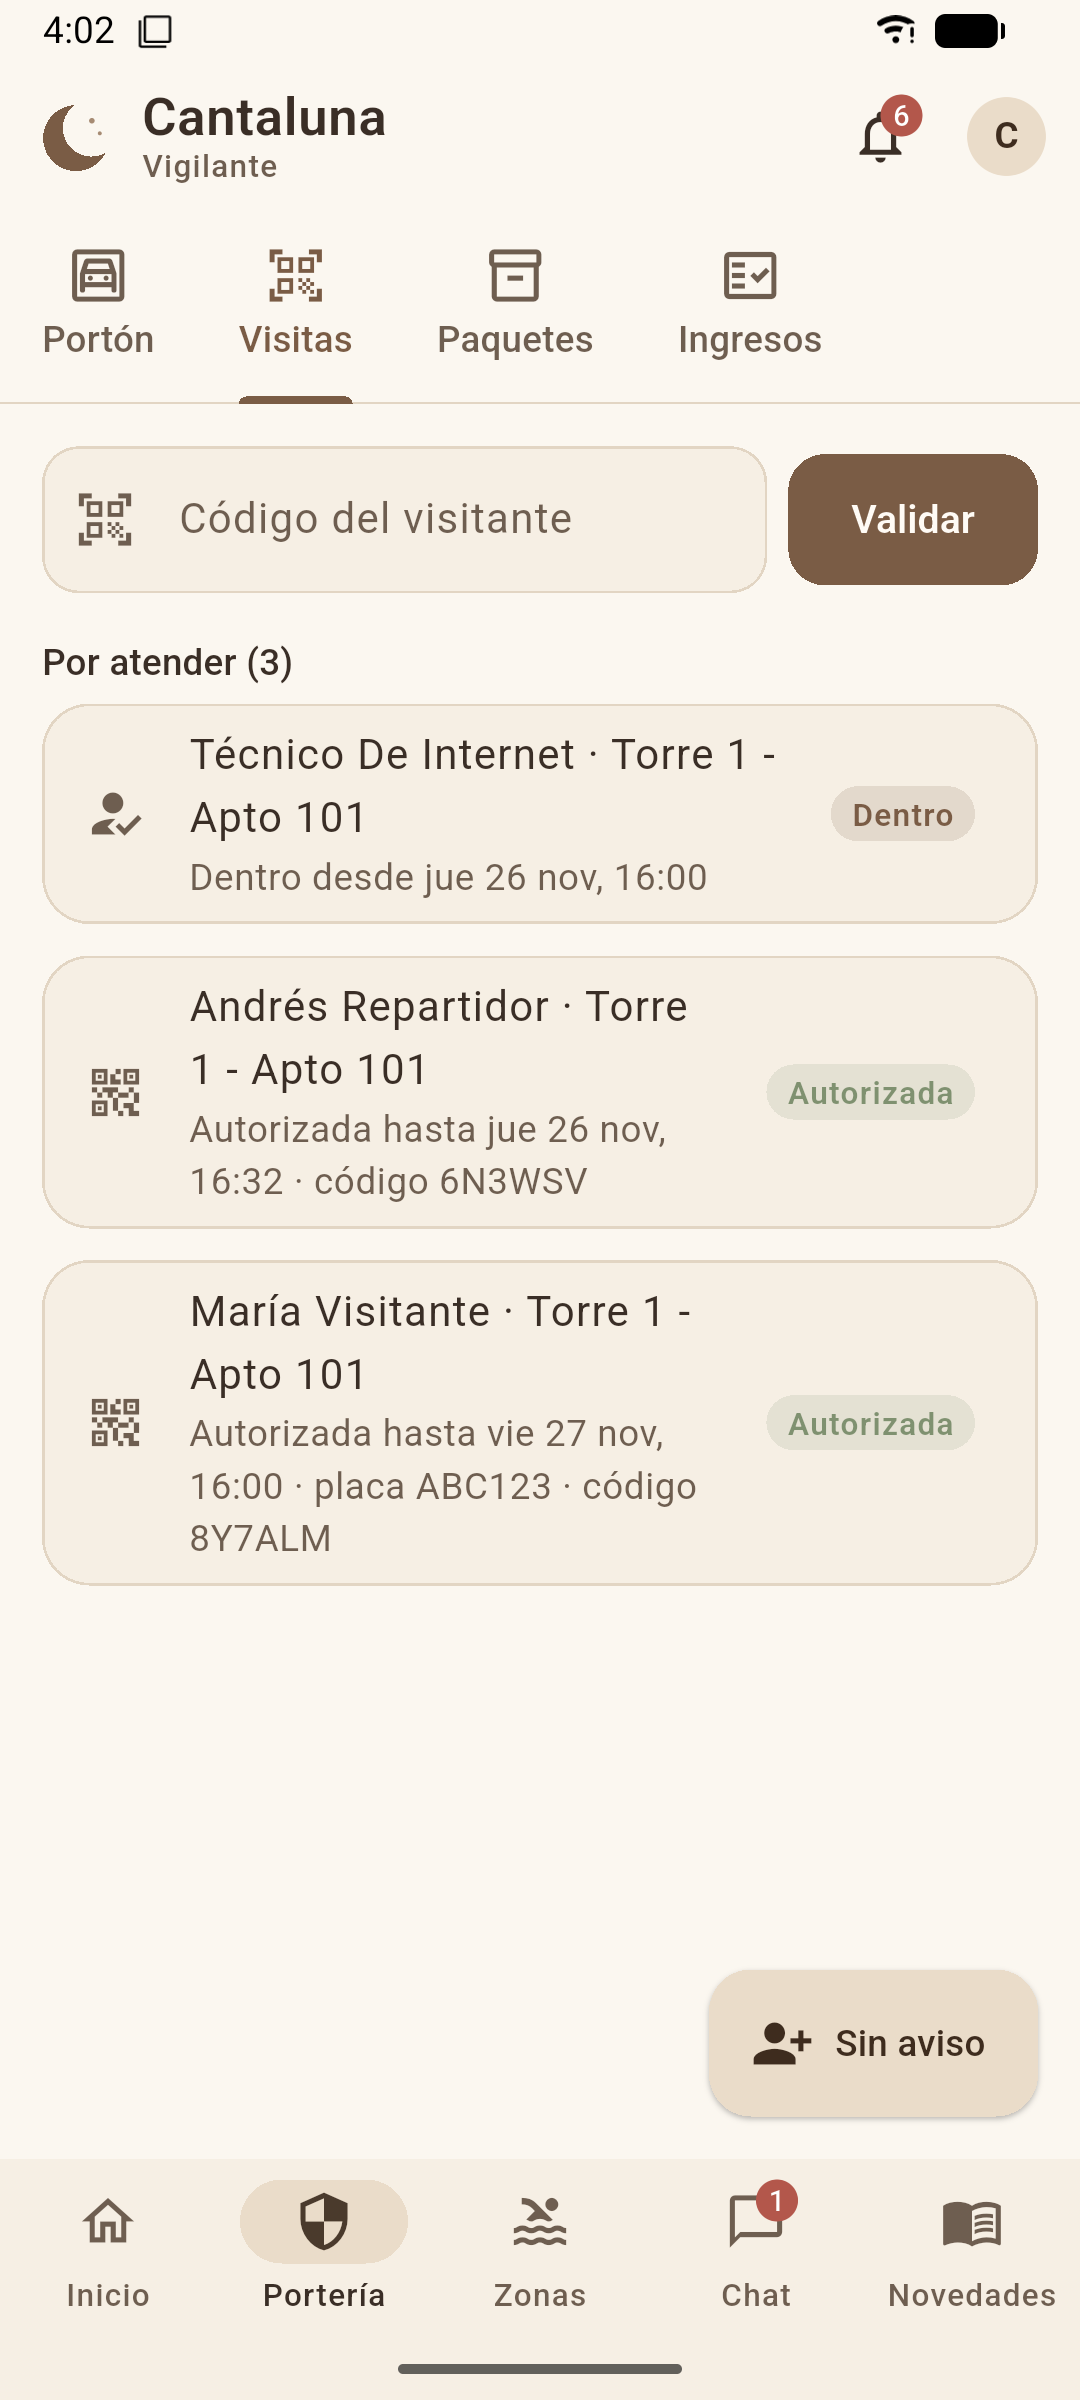 4:02
Cantaluna
Vigilante
6
C
Portón
Visitas
Paquetes
Ingresos
Código del visitante
Validar
Por atender (3)
Técnico De Internet · Torre 1 -
Apto 101
Dentro desde jue 26 nov, 16:00
Dentro
Andrés Repartidor · Torre
1 - Apto 101
Autorizada hasta jue 26 nov,
16:32 · código 6N3WSV
Autorizada
María Visitante · Torre 1 -
Apto 101
Autorizada hasta vie 27 nov,
16:00 · placa ABC123 · código
8Y7ALM
Autorizada
Sin aviso
1
Inicio
Portería
Zonas
Chat
Novedades